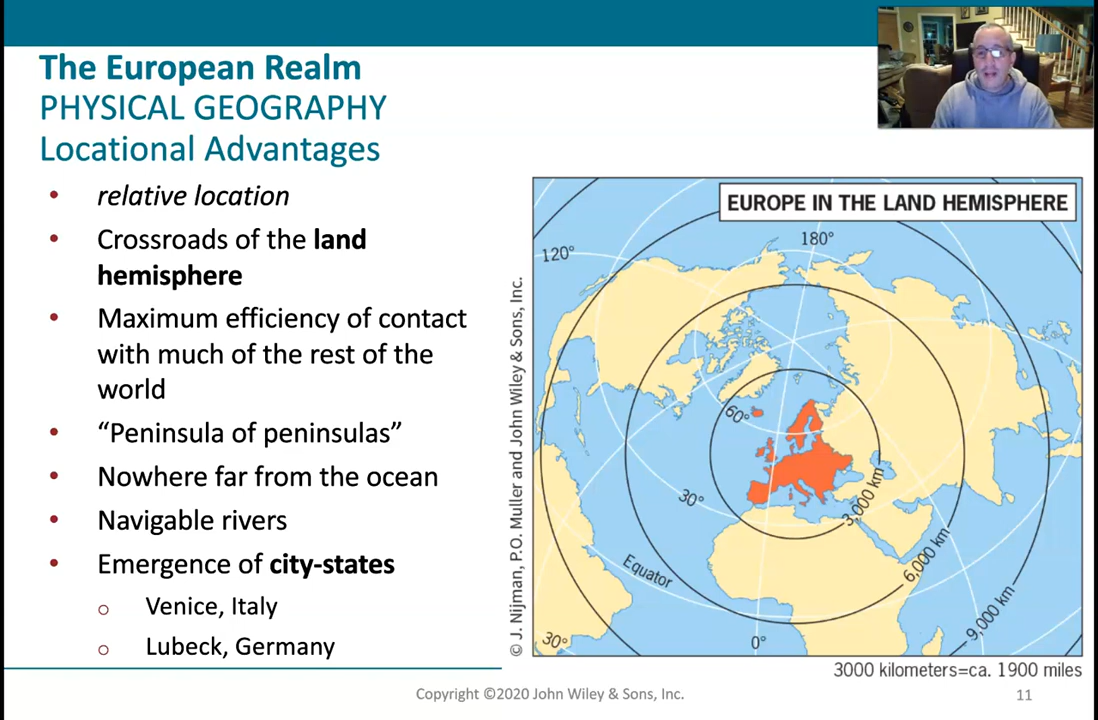 The European Realm
PHYSICAL GEOGRAPHY
Locational Advantages
• relative location
• Crossroads of the land
hemisphere
• Maximum efficiency of contact
with much of the rest of the
world
• “Peninsula of peninsulas”
• Nowhere far from the ocean
• Navigable rivers
• Emergence of city-states
o Venice, Italy
o Lubeck, Germany
© J. Nijman, P.O. Muller and John Wiley & Sons, Inc.
EUROPE IN THE LAND HEMISPHERE
120°
180°
60°
30°
3,000 km
6,000 km
Equator
9,000 km
30°
0°
3000 kilometers=ca. 1900 miles
Copyright ©2020 John Wiley & Sons, Inc.
11